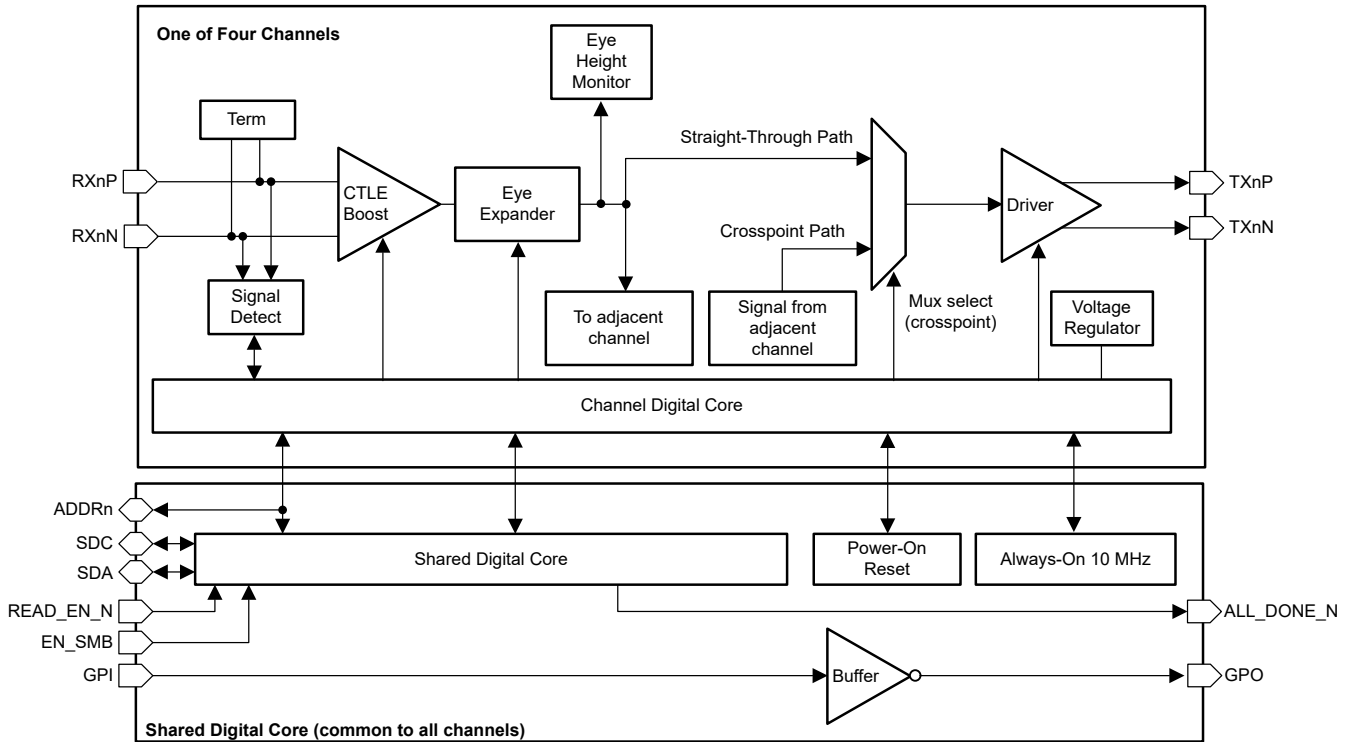 One of Four Channels
Eye
Height
Monitor
Term
Straight-Through Path
RXnP
CTLE
Boost
Eye
Expander
Driver
TXnP
RXnN
Crosspoint Path
TXnN
Signal
Detect
To adjacent
channel
Signal from
adjacent
channel
Mux select
(crosspoint)
Voltage
Regulator
Channel Digital Core
ADDRn
SDC
SDA
Shared Digital Core
Power-On
Reset
Always-On 10 MHz
READ_EN_N
ALL_DONE_N
EN_SMB
GPI
Buffer
GPO
Shared Digital Core (common to all channels)